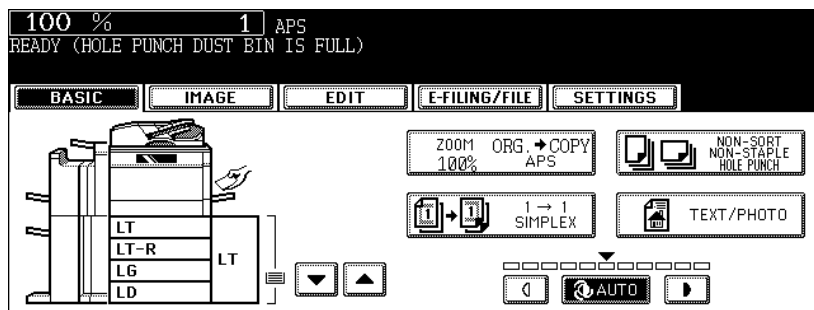 100 % 1 APS
READY (HOLE PUNCH DUST BIN IS FULL)
BASIC IMAGE EDIT E-FILING/FILE SETTINGS
ZOOM ORG.→COPY
100% APS
NON-SORT
NON-STAPLE
HOLE PUNCH
1 1
1→1
SIMPLEX
TEXT/PHOTO
LT
LT-R
LG
LD
LT
AUTO